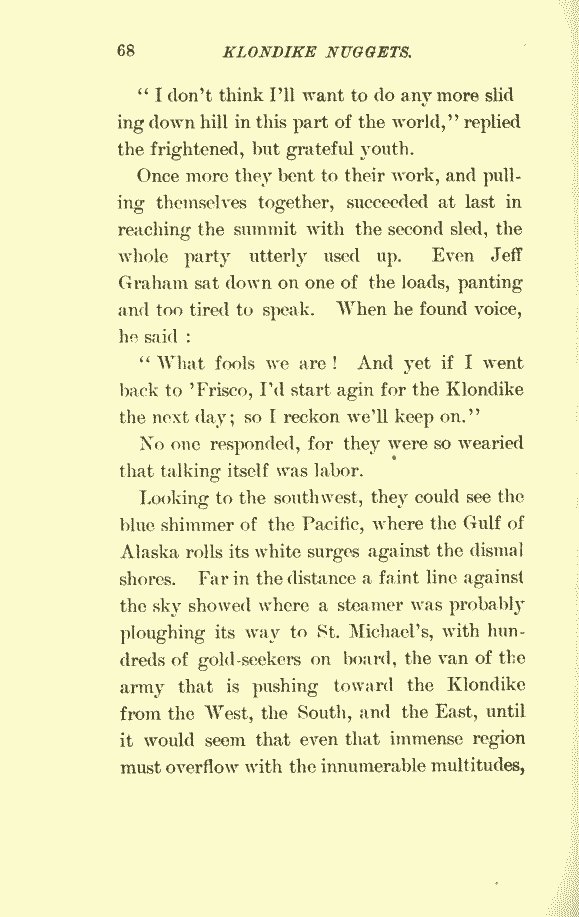 68 KLONDIKE NUGGETS.
“ I don't think I'll want to do any more slid
ing down hill in this part of the world,” replied
the frightened, but grateful youth.
Once more they bent to their work, and pull-
ing themselves together, succeeded at last in
reaching the summit with the second sled, the
whole party utterly used up. Even Jeff
Graham sat down on one of the loads, panting
and too tired to speak. When he found voice,
he said :
“ What fools we are ! And yet if I went
back to 'Frisco, I'd start agin for the Klondike
the next day; so I reckon we'll keep on.”
No one responded, for they were so wearied
that talking itself was labor.
Looking to the southwest, they could see the
blue shimmer of the Pacific, where the Gulf of
Alaska rolls its white surges against the dismal
shores. Far in the distance a faint line against
the sky showed where a steamer was probably
ploughing its way to St. Michael's, with hun-
dreds of gold-seekers on board, the van of the
army that is pushing toward the Klondike
from the West, the South, and the East, until
it would seem that even that immense region
must overflow with the innumerable multitudes,